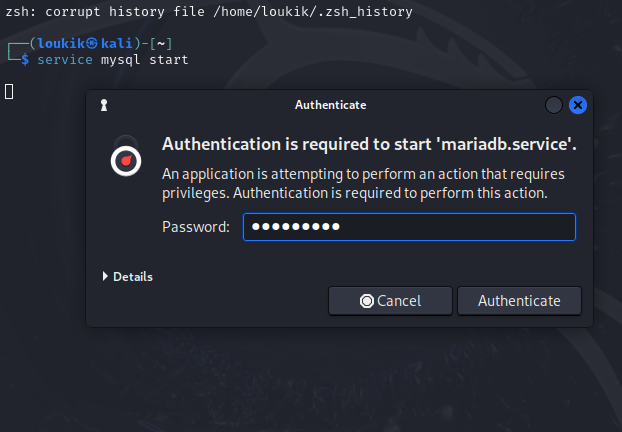 zsh: corrupt history file /home/loukik/.zsh_history
┌──(loukik㉿kali)-[~]
└─$ service mysql start
Authenticate
Authentication is required to start 'mariadb.service'.
An application is attempting to perform an action that requires
privileges. Authentication is required to perform this action.
Password: ●●●●●●●●●
Details
Cancel Authenticate